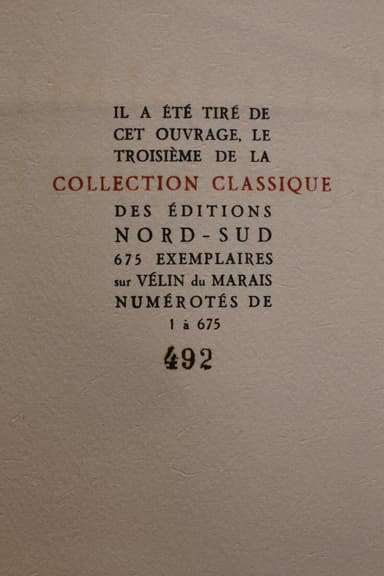 IL A ÉTÉ TIRÉ DE
CET OUVRAGE, LE
TROISIÈME DE LA
COLLECTION CLASSIQUE
DES ÉDITIONS
NORD-SUD
675 EXEMPLAIRES
sur VÉLIN du MARAIS
NUMÉROTÉS DE
1 à 675
492